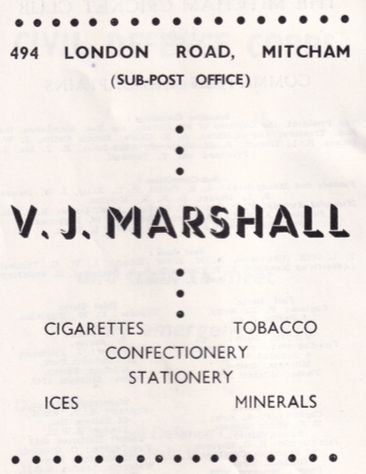 494 LONDON ROAD, MITCHAM
(SUB-POST OFFICE)
V. J. MARSHALL
CIGARETTES TOBACCO
CONFECTIONERY
STATIONERY
ICES MINERALS